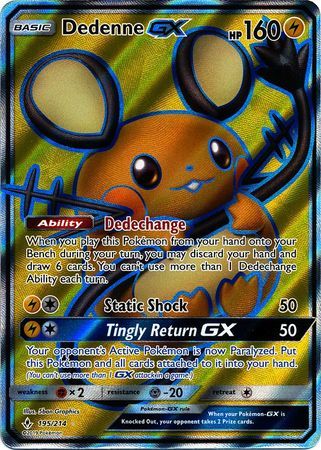 BASIC Dedenne GX HP 160
Ability Dedechange
When you play this Pokémon from your hand onto your
Bench during your turn, you may discard your hand and
draw 6 cards. You can't use more than 1 Dedechange
Ability each turn.
Static Shock 50
Tingly Return GX 50
Your opponent's Active Pokémon is now Paralyzed. Put this
Pokémon and all cards attached to it into your hand.
(You can't use more than 1 GX attack in a game.)
weakness × 2 resistance -20 retreat
Illus. 5ban Graphics
195/214
Pokémon-GX rule
When your Pokémon-GX is
Knocked Out, your opponent takes 2 Prize cards.